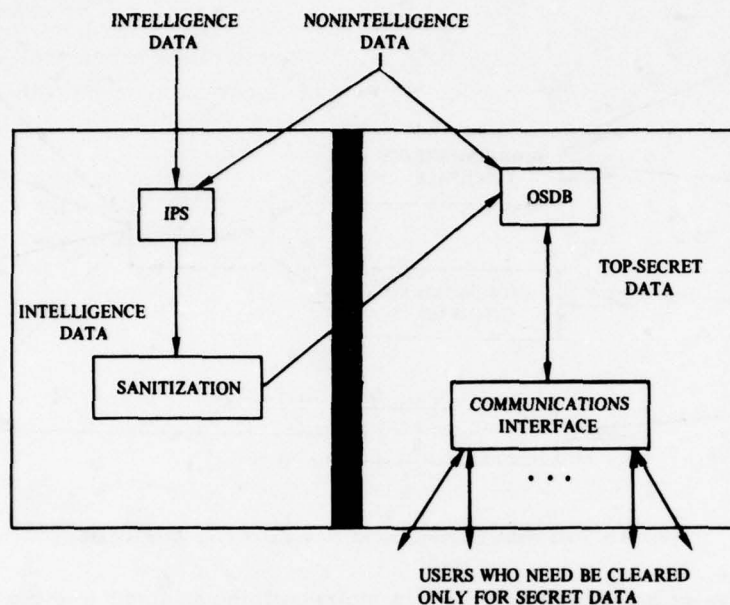 INTELLIGENCE
DATA
NONINTELLIGENCE
DATA
IPS
OSDB
TOP-SECRET
DATA
INTELLIGENCE
DATA
SANITIZATION
COMMUNICATIONS
INTERFACE
. . .
USERS WHO NEED BE CLEARED
ONLY FOR SECRET DATA